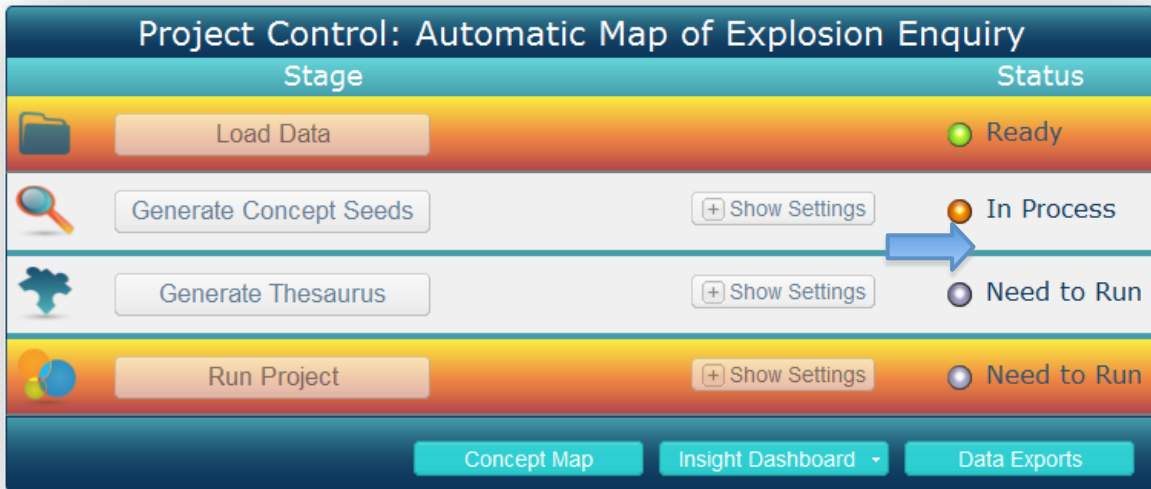 Project Control: Automatic Map of Explosion Enquiry
Stage Status
Load Data Ready
Generate Concept Seeds + Show Settings In Process
Generate Thesaurus + Show Settings Need to Run
Run Project + Show Settings Need to Run
Concept Map Insight Dashboard Data Exports